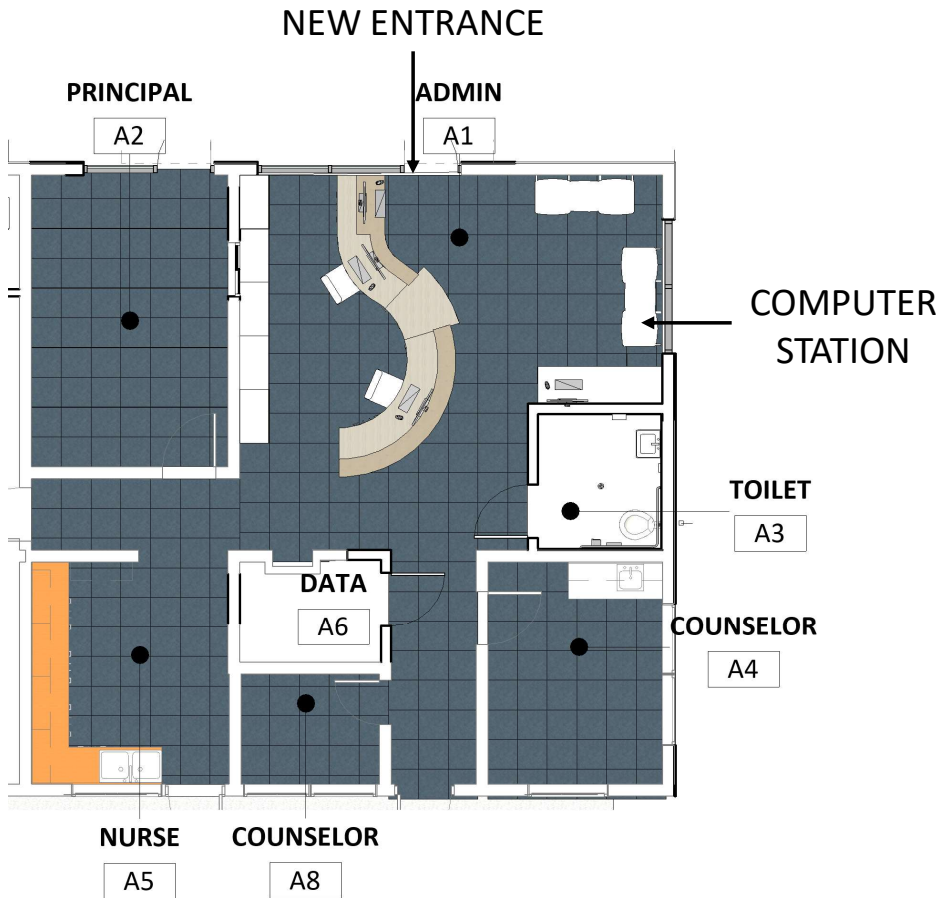 NEW ENTRANCE
PRINCIPAL
A2
ADMIN
A1
COMPUTER
STATION
TOILET
A3
DATA
A6
COUNSELOR
A4
NURSE
A5
COUNSELOR
A8